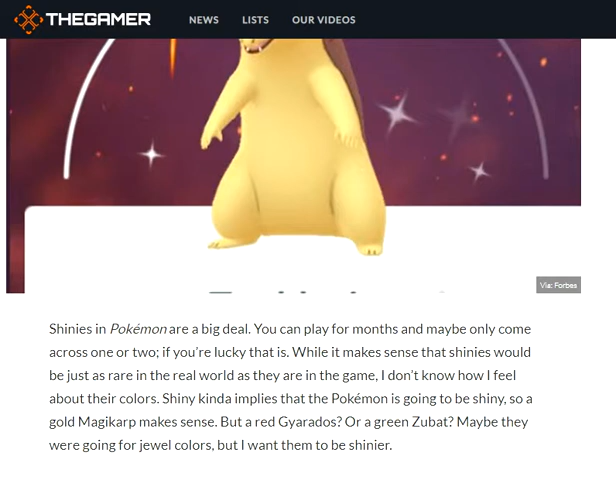 THEGAMER NEWS LISTS OUR VIDEOS
Via: Forbes
Shinies in Pokémon are a big deal. You can play for months and maybe only come
across one or two; if you're lucky that is. While it makes sense that shinies would
be just as rare in the real world as they are in the game, I don't know how I feel
about their colors. Shiny kinda implies that the Pokémon is going to be shiny, so a
gold Magikarp makes sense. But a red Gyarados? Or a green Zubat? Maybe they
were going for jewel colors, but I want them to be shinier.